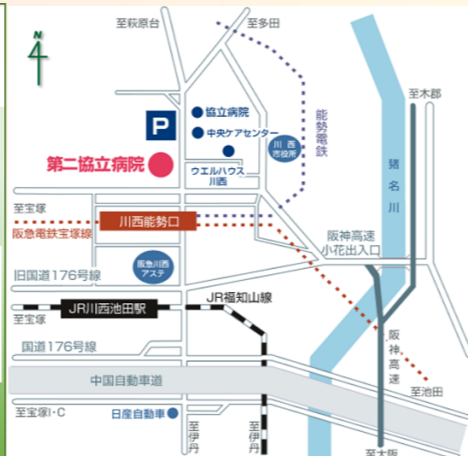 至萩原台
至多田
N
至木部
P
協立病院
中央ケアセンター
能勢電鉄
川西
市役所
第二協立病院
ウエルハウス
川西
猪名川
至宝塚
川西能勢口
阪急電鉄宝塚線
阪神高速
小花出入口
阪急川西
アステ
旧国道176号線
JR福知山線
JR川西池田駅
至宝塚
国道176号線
阪神高速
中国自動車道
至池田
至宝塚I・C
日産自動車
至伊丹
至伊丹
至大阪